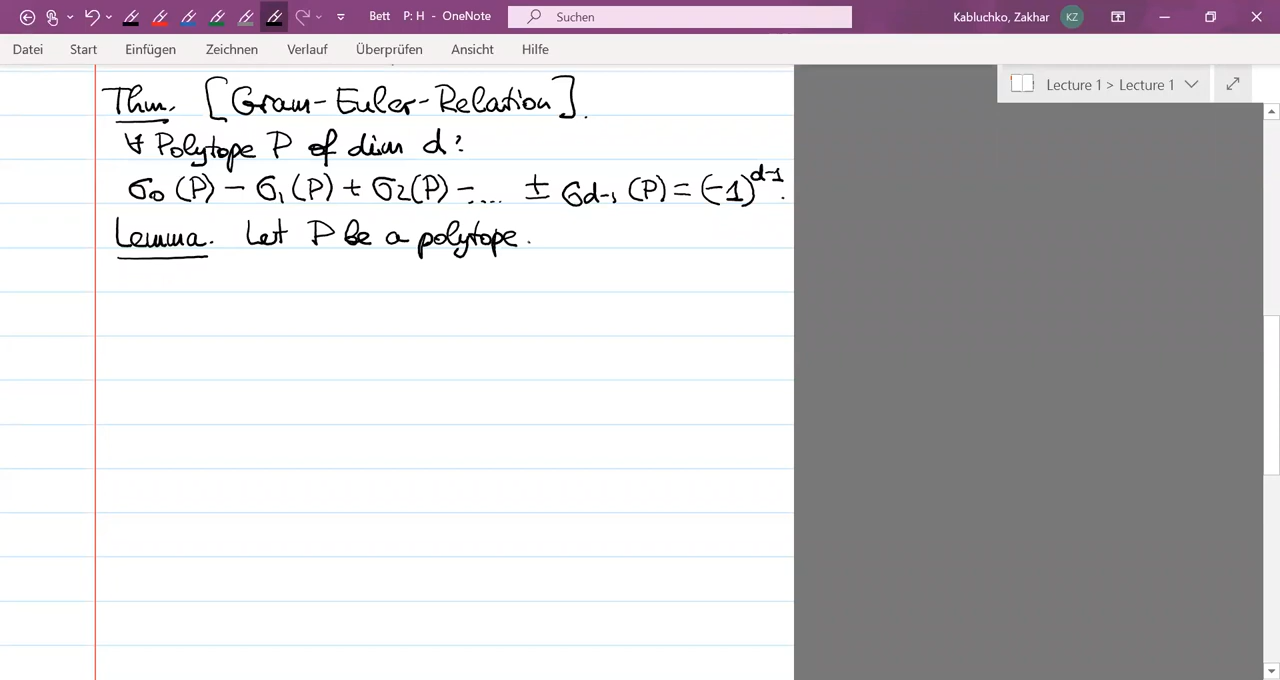 Bett P: H - OneNote
Suchen
Kabluchko, Zakhar
KZ
Datei Start Einfügen Zeichnen Verlauf Überprüfen Ansicht Hilfe
Lecture 1 > Lecture 1
Thm. [Gram-Euler-Relation].
∀ Polytope P of dim d:
σ₀(P) − σ₁(P) + σ₂(P) − .... ± σd−1(P) = (−1)^d−1.
Lemma. Let P be a polytope.